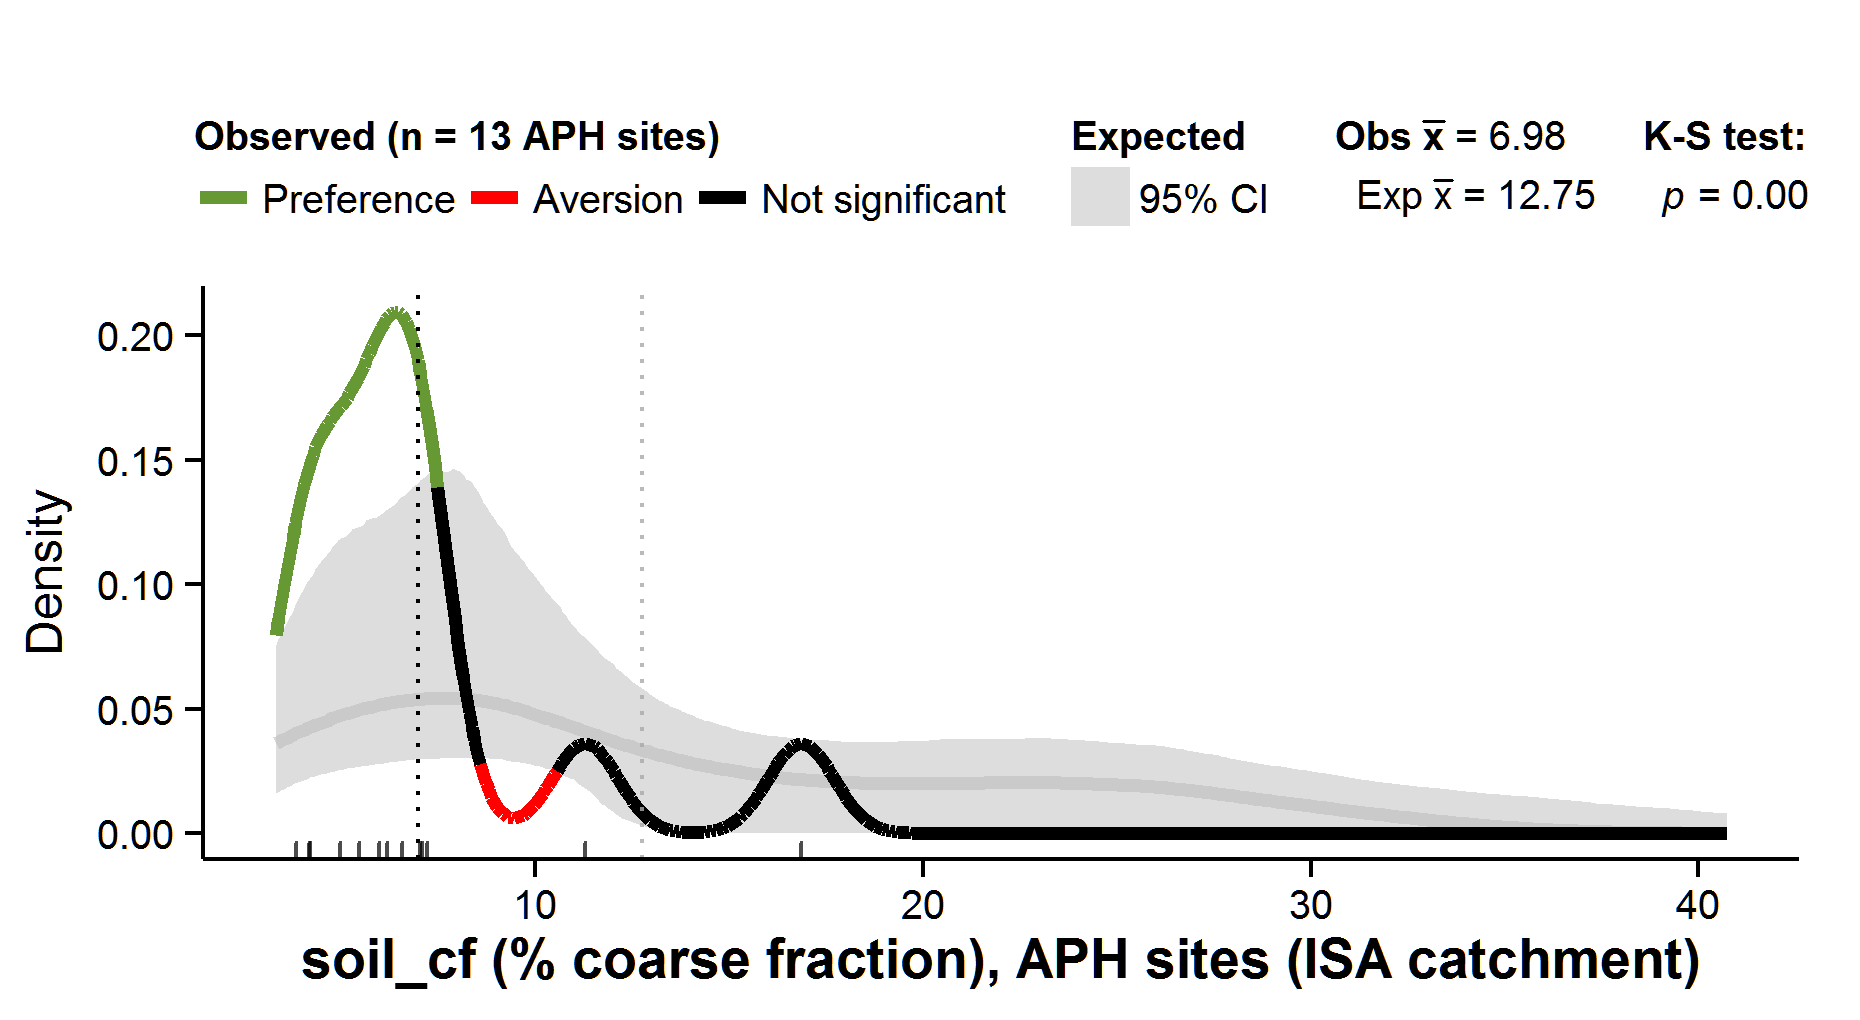 Observed (n = 13 APH sites) Expected Obs x̅ = 6.98 K-S test:
Preference Aversion Not significant 95% CI Exp x̅ = 12.75 p = 0.00
0.20
0.15
0.10
0.05
0.00
Density
10 20 30 40
soil_cf (% coarse fraction), APH sites (ISA catchment)